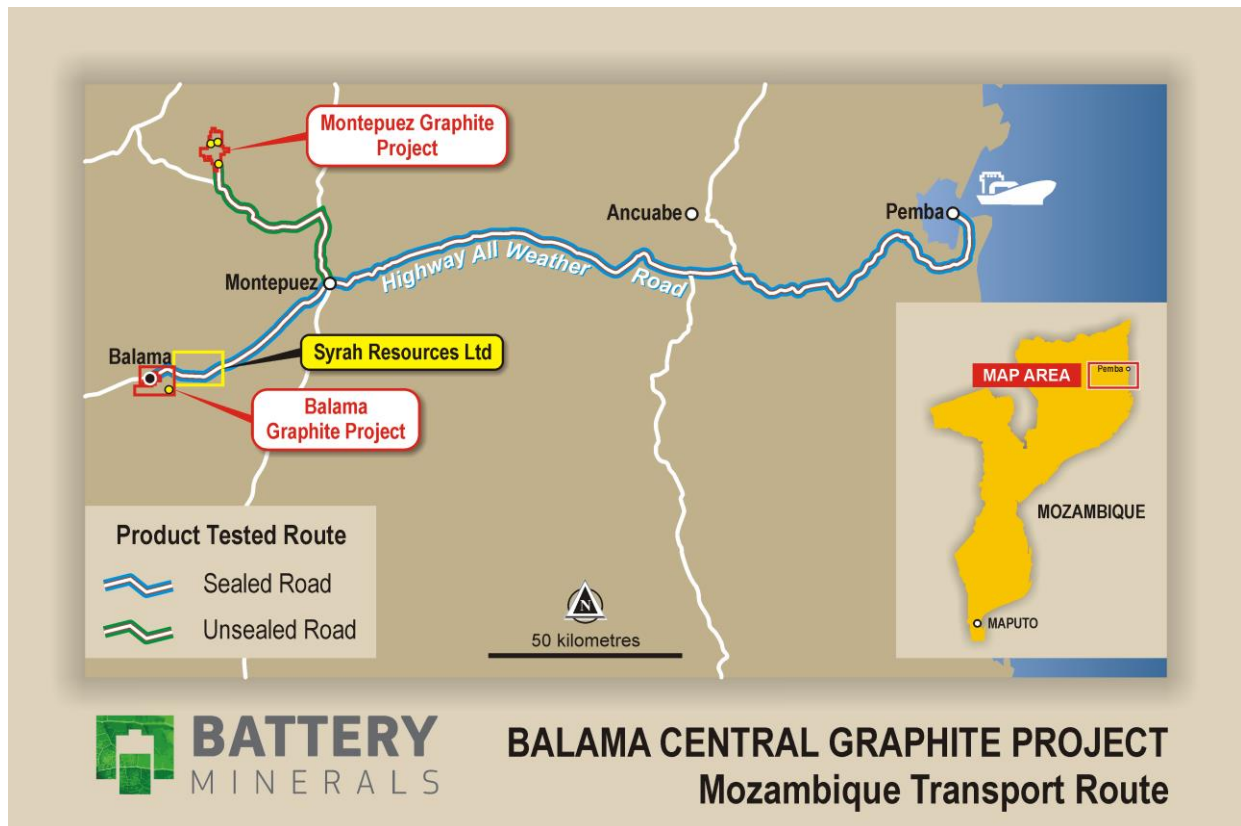 Montepuez Graphite
Project
Ancuabe
Pemba
Highway All Weather Road
Montepuez
Balama
Syrah Resources Ltd
Balama
Graphite Project
MAP AREA
Pemba
MOZAMBIQUE
MAPUTO
Product Tested Route
Sealed Road
Unsealed Road
N
50 kilometres
BATTERY
MINERALS
BALAMA CENTRAL GRAPHITE PROJECT
Mozambique Transport Route